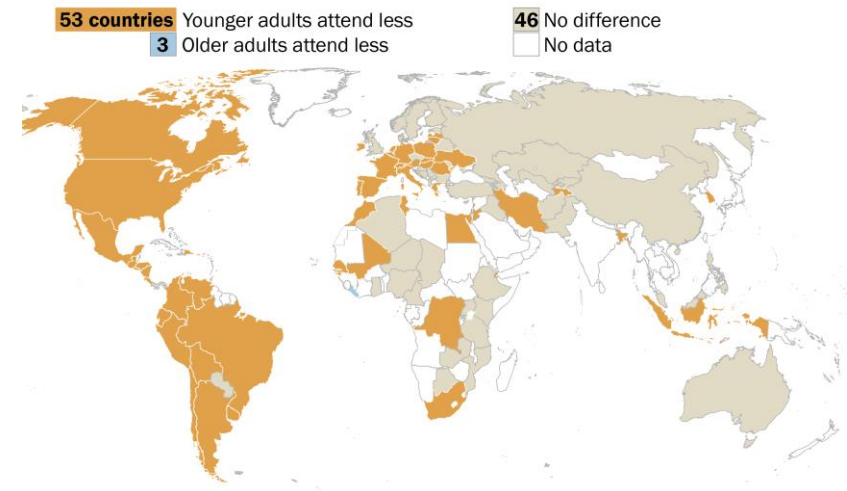 53 countries Younger adults attend less
3 Older adults attend less
46 No difference
No data